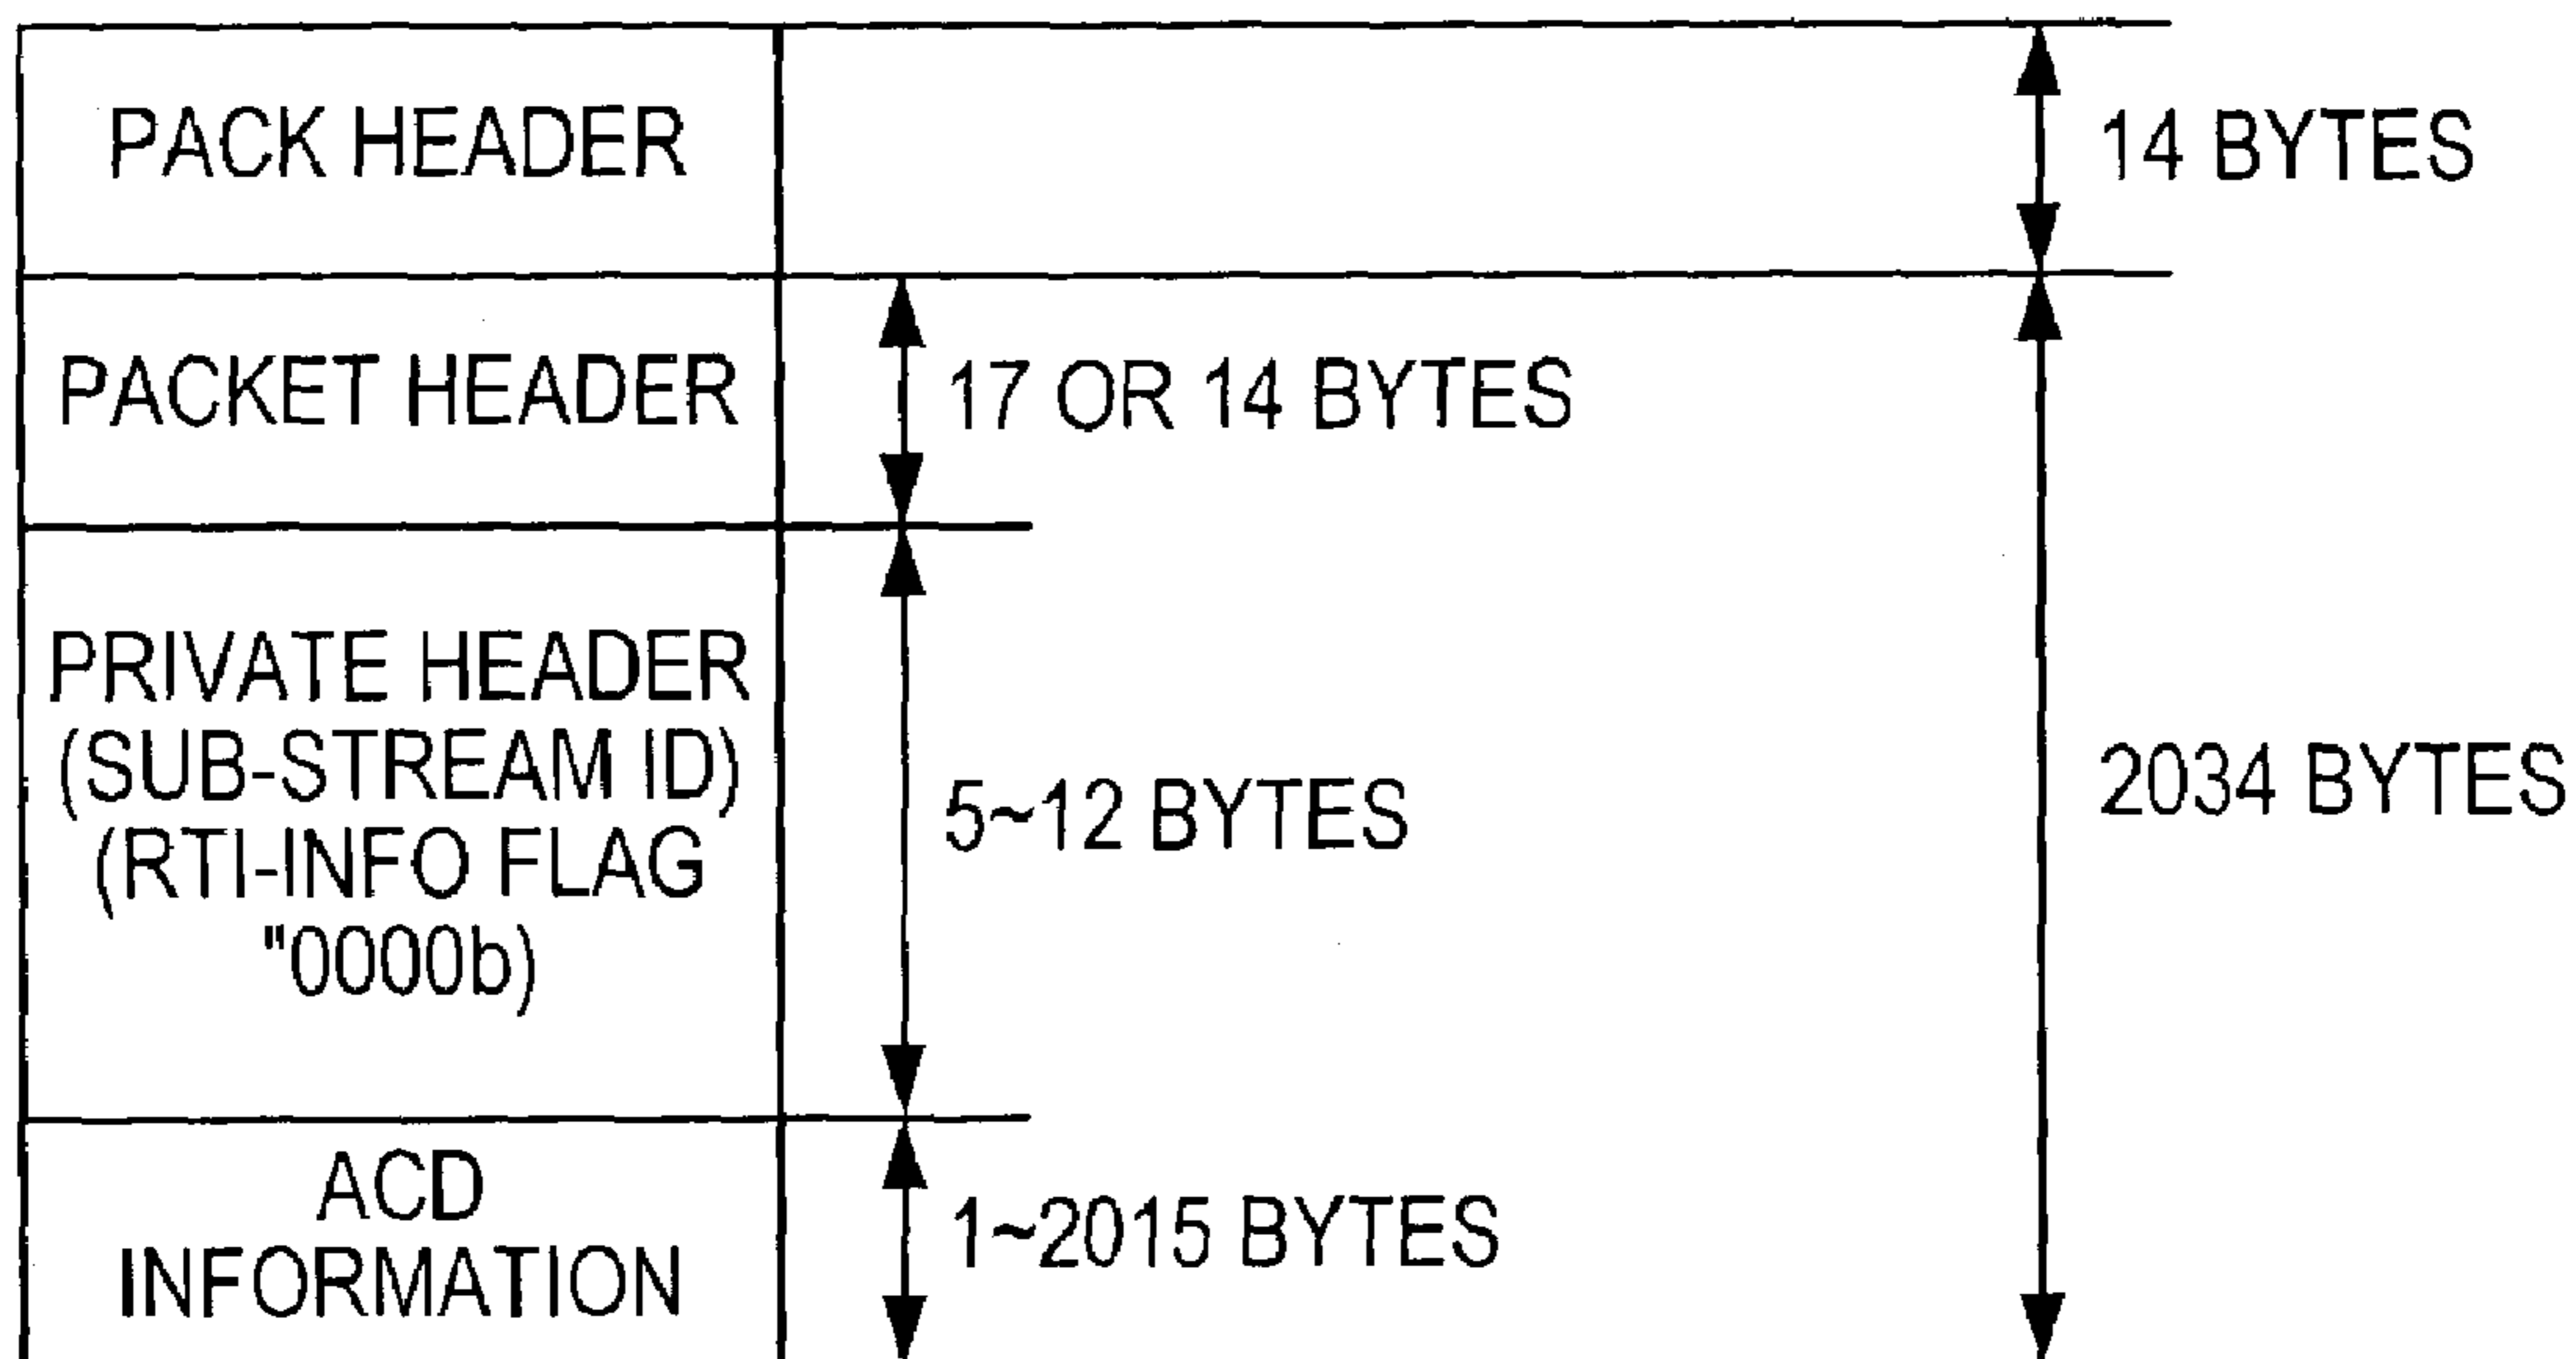 PACK HEADER
14 BYTES
PACKET HEADER
17 OR 14 BYTES
PRIVATE HEADER
(SUB-STREAM ID)
(RTI-INFO FLAG
"0000b)
5~12 BYTES
2034 BYTES
ACD
INFORMATION
1~2015 BYTES